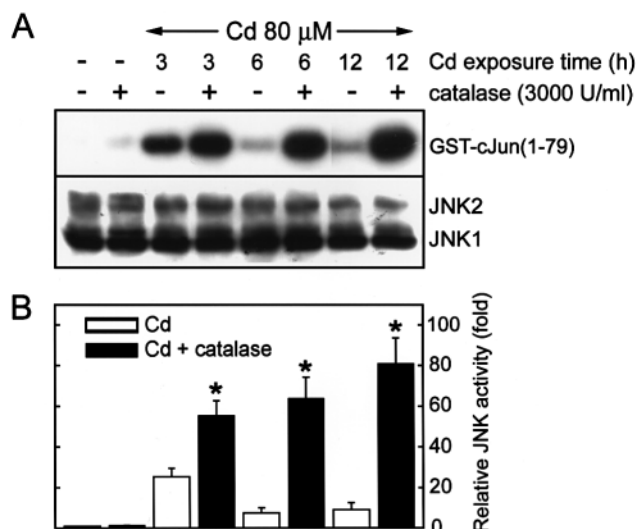 A
Cd 80 µM
- - 3 3 6 6 12 12 Cd exposure time (h)
- + - + - + - + catalase (3000 U/ml)
GST-cJun(1-79)
JNK2
JNK1
B
Cd
Cd + catalase
* * *
100
80
60
40
20
0
Relative JNK activity (fold)